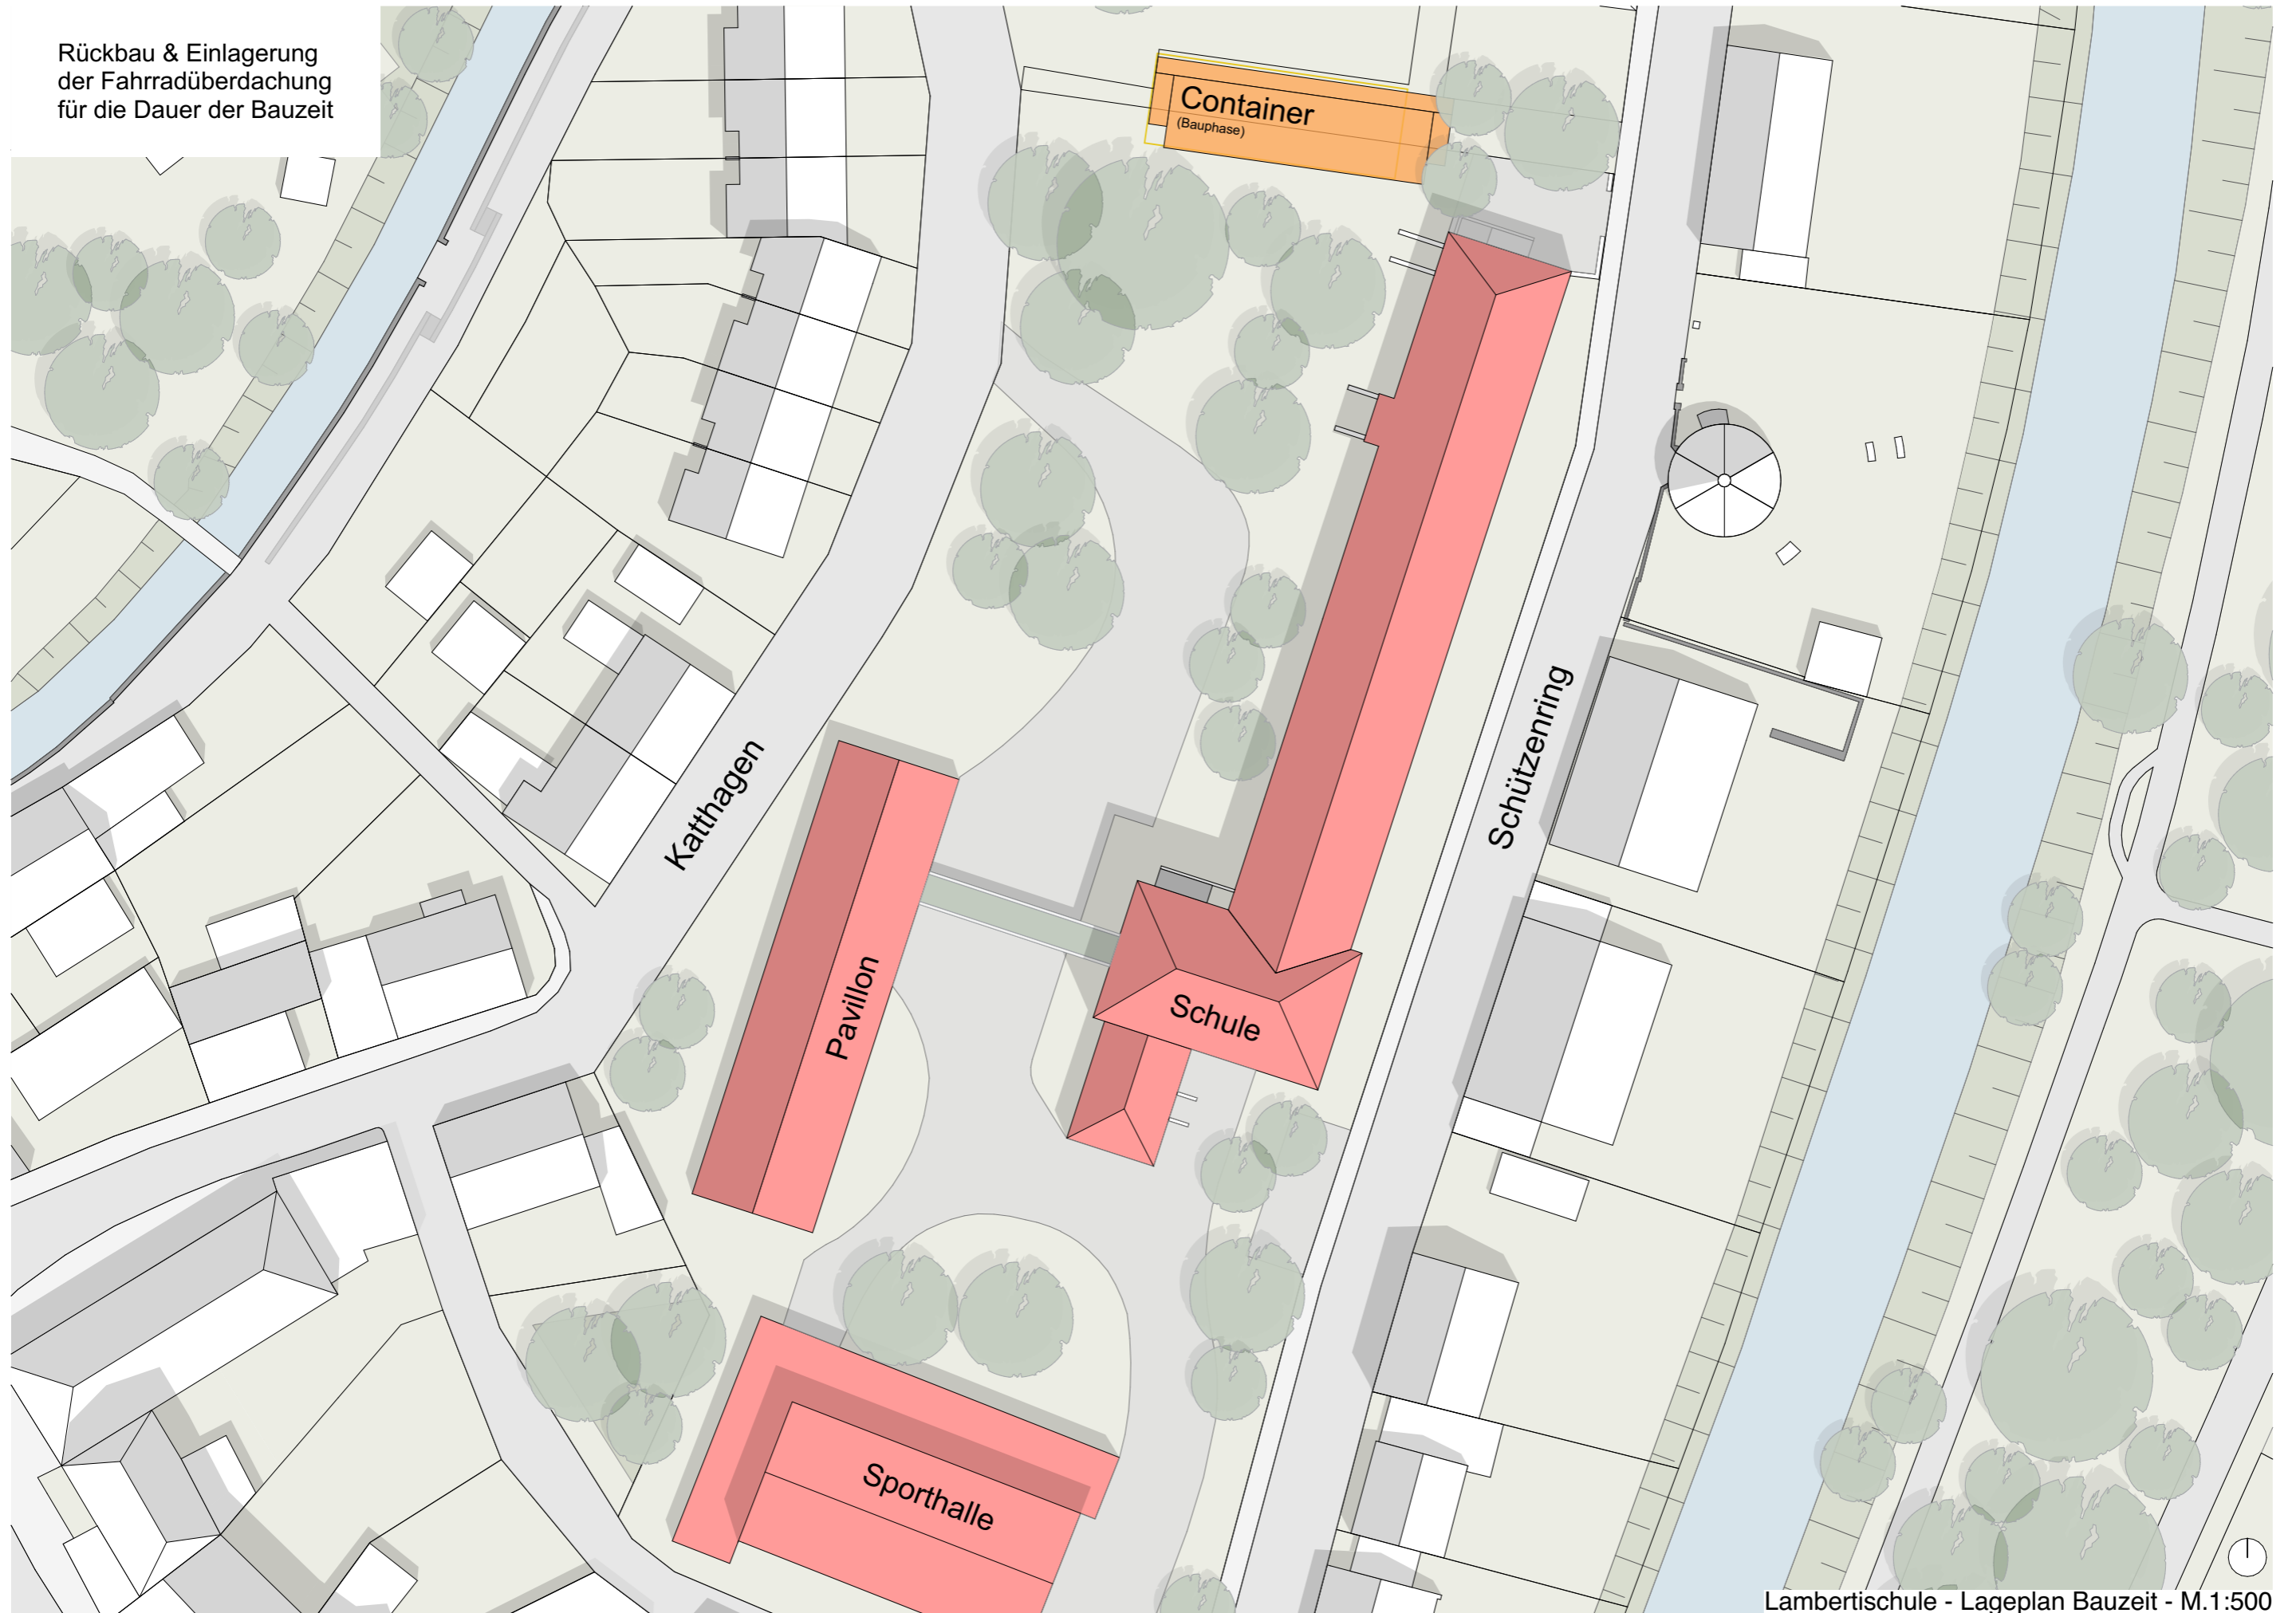 Rückbau & Einlagerung
der Fahrradüberdachung
für die Dauer der Bauzeit
Container
(Bauphase)
Katthagen
Schützenring
Pavillon
Schule
Sporthalle
Lambertischule - Lageplan Bauzeit - M.1:500